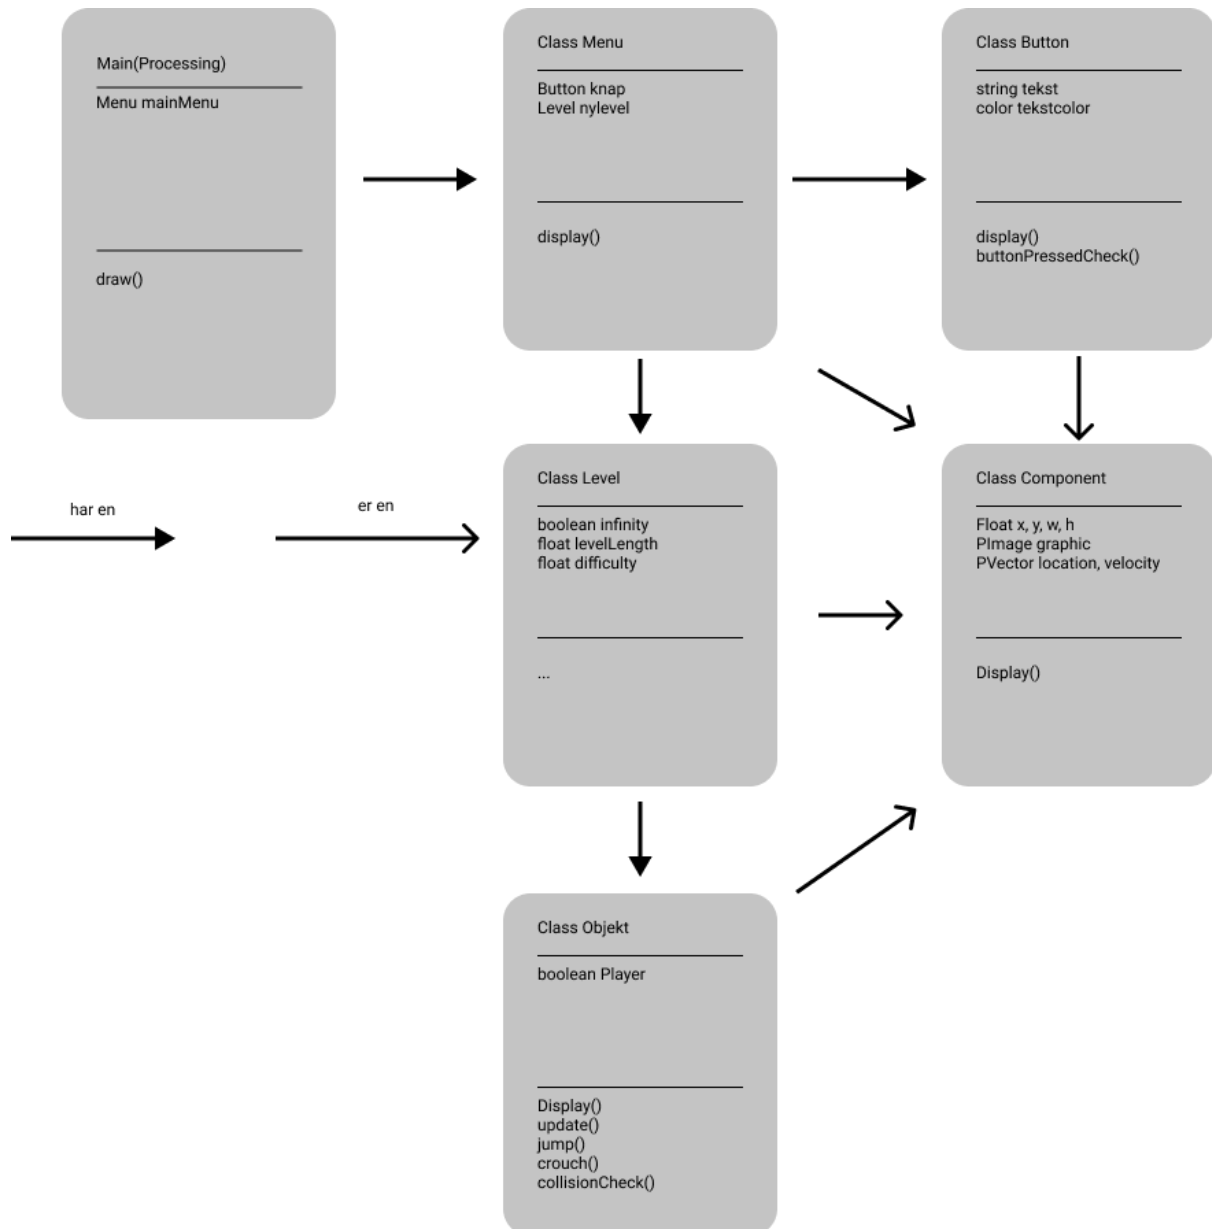 Main(Processing)
Menu mainMenu
draw()
Class Menu
Button knap
Level nylevel
display()
Class Button
string tekst
color tekstcolor
display()
buttonPressedCheck()
har en
er en
Class Level
boolean infinity
float levelLength
float difficulty
...
Class Component
Float x, y, w, h
PImage graphic
PVector location, velocity
Display()
Class Objekt
boolean Player
Display()
update()
jump()
crouch()
collisionCheck()